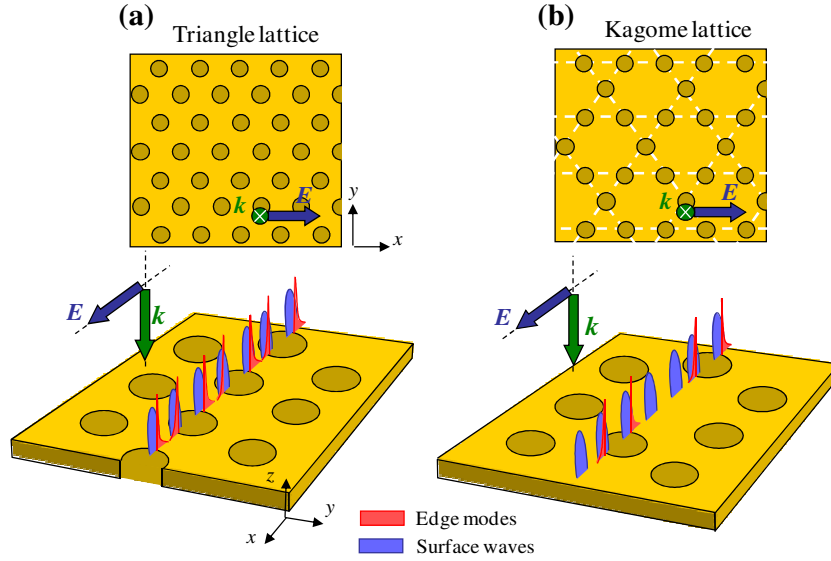 (a)
Triangle lattice
k
E
y
x
E
k
z
y
x
(b)
Kagome lattice
k
E
E
k
Edge modes
Surface waves